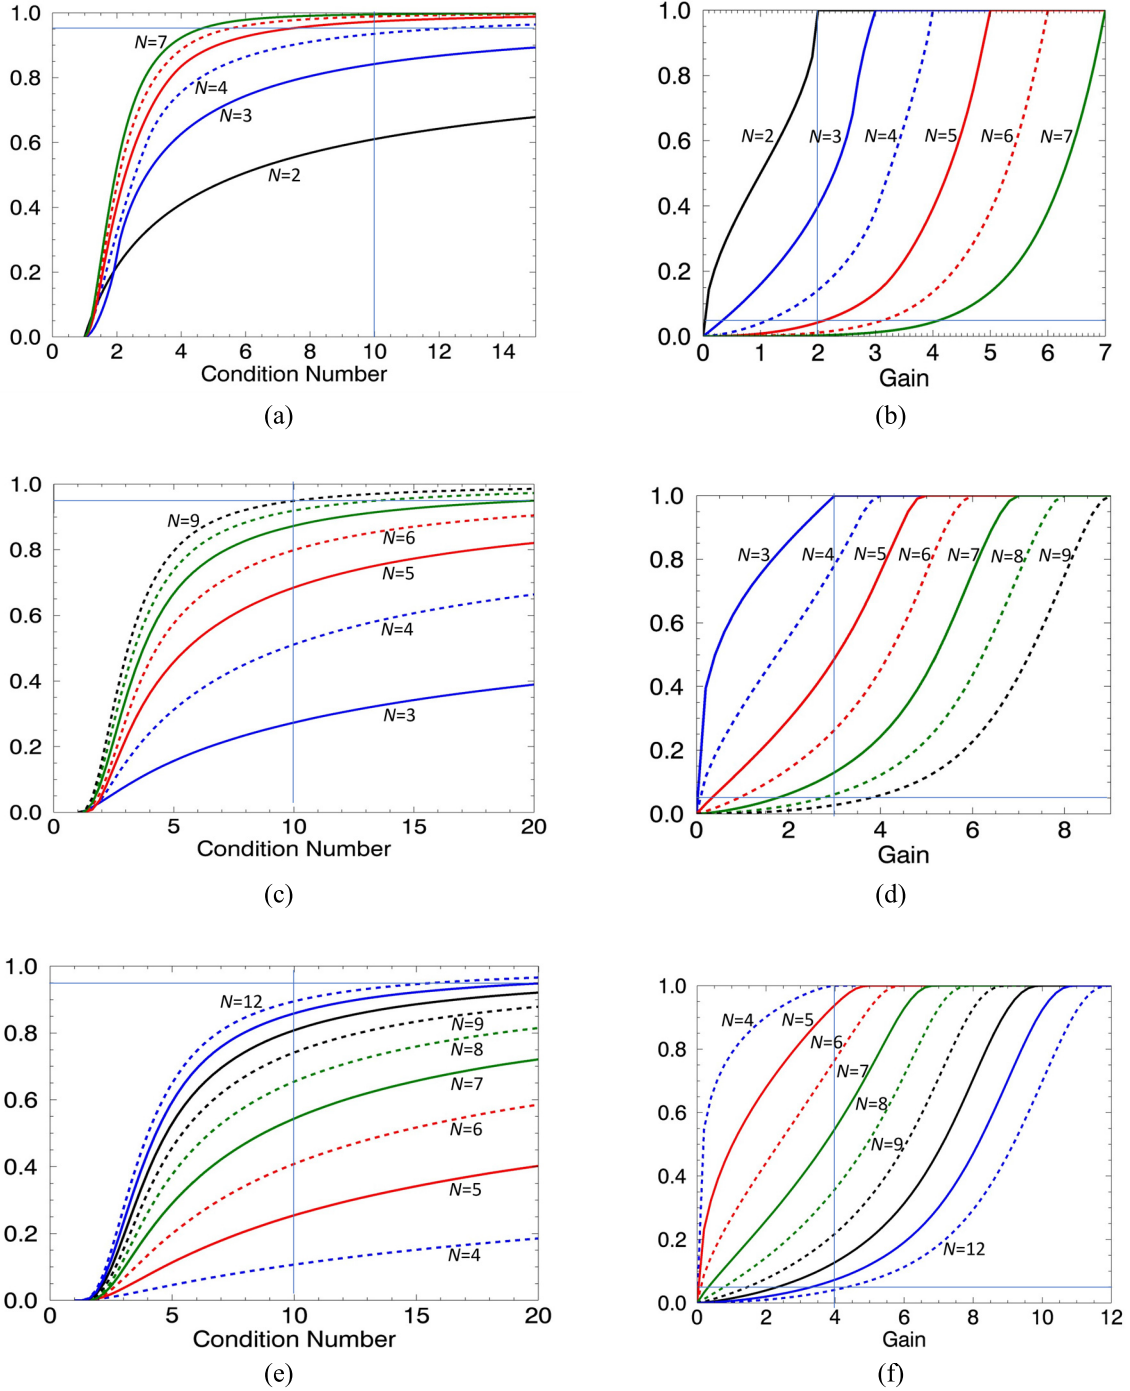 1.0
0.8
0.6
0.4
0.2
0.0
N=7
N=4
N=3
N=2
0 2 4 6 8 10 12 14
Condition Number
(a)
1.0
0.8
0.6
0.4
0.2
0.0
N=2 N=3 N=4 N=5 N=6 N=7
0 1 2 3 4 5 6 7
Gain
(b)
1.0
0.8
0.6
0.4
0.2
0.0
N=9
N=6
N=5
N=4
N=3
0 5 10 15 20
Condition Number
(c)
1.0
0.8
0.6
0.4
0.2
0.0
N=3 N=4 N=5 N=6 N=7 N=8 N=9
0 2 4 6 8
Gain
(d)
1.0
0.8
0.6
0.4
0.2
0.0
N=12
N=9
N=8
N=7
N=6
N=5
N=4
0 5 10 15 20
Condition Number
(e)
1.0
0.8
0.6
0.4
0.2
0.0
N=4 N=5
N=6
N=7
N=8
N=9
N=12
0 2 4 6 8 10 12
Gain
(f)